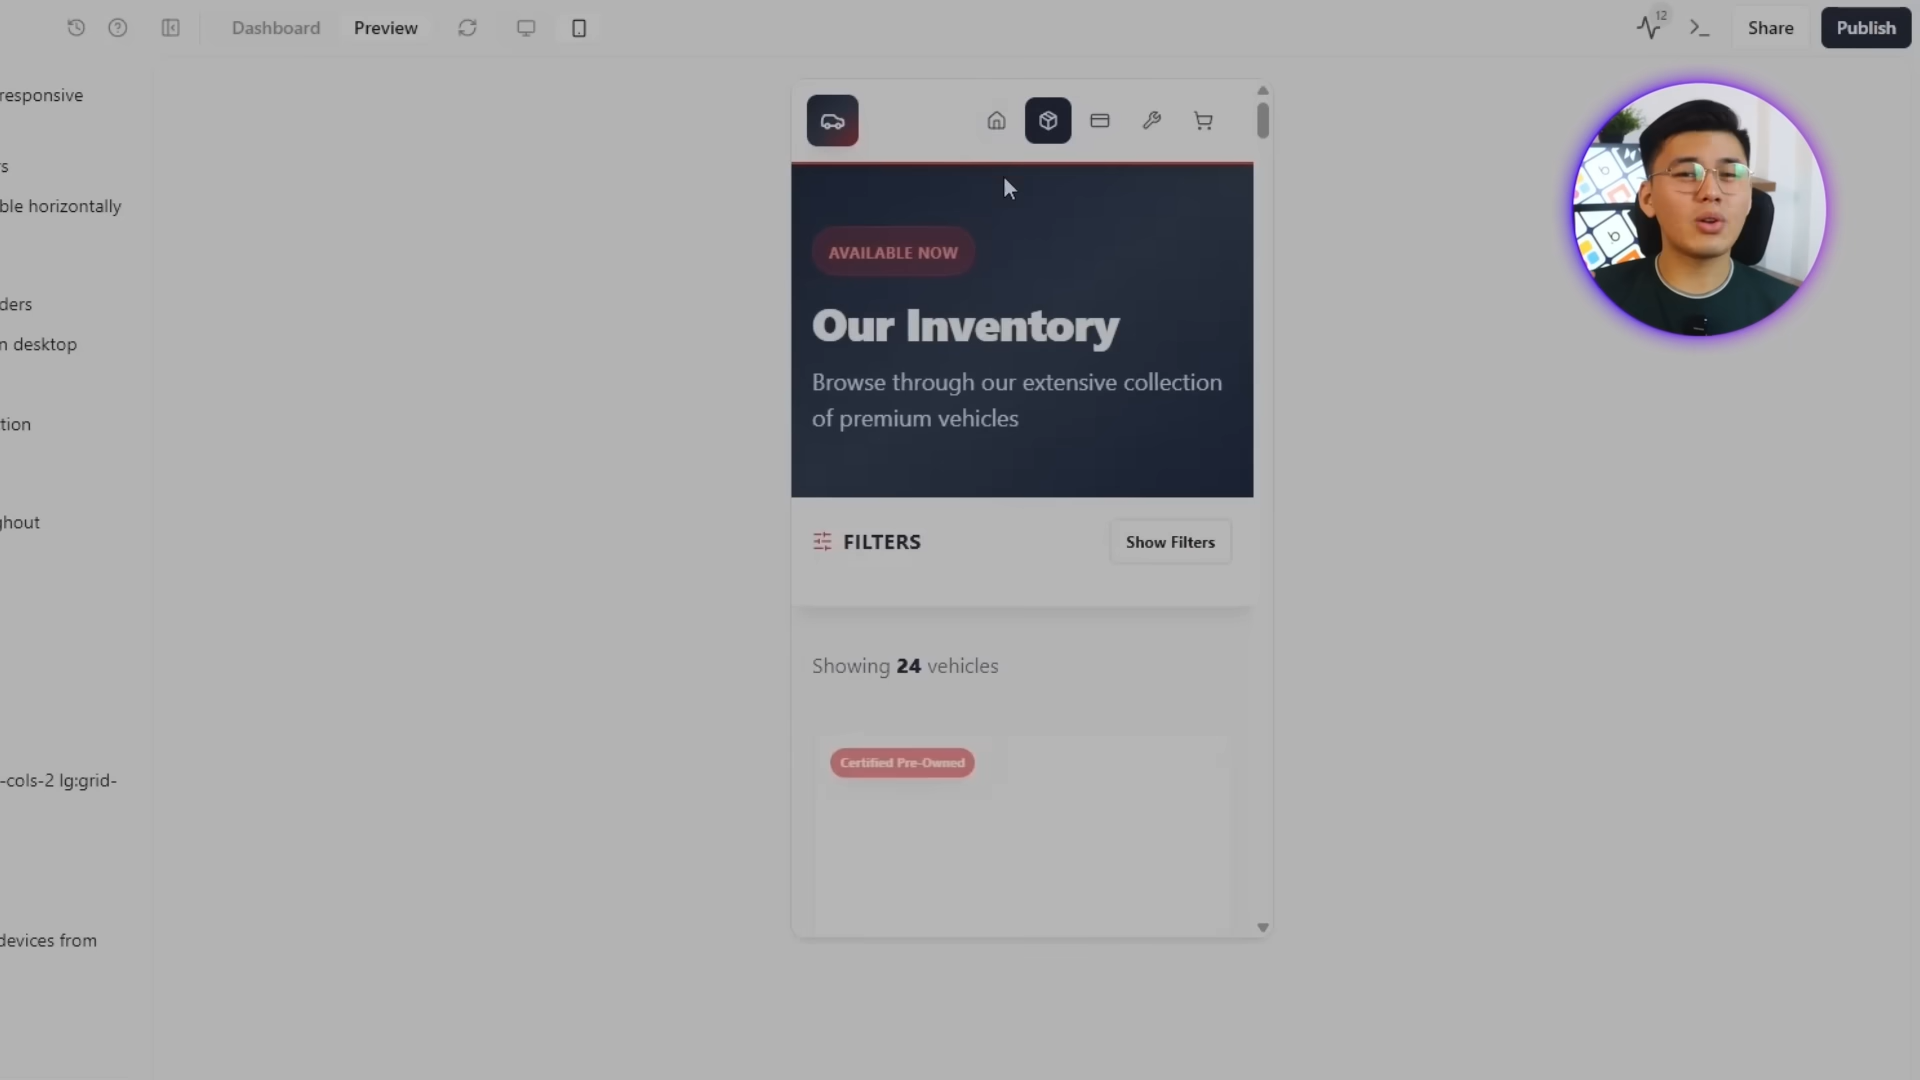 Dashboard
Preview
12
Share
Publish
responsive
rs
ble horizontally
ders
n desktop
tion
ghout
-cols-2 lg:grid-
devices from
AVAILABLE NOW
Our Inventory
Browse through our extensive collection
of premium vehicles
FILTERS
Show Filters
Showing 24 vehicles
Certified Pre-Owned